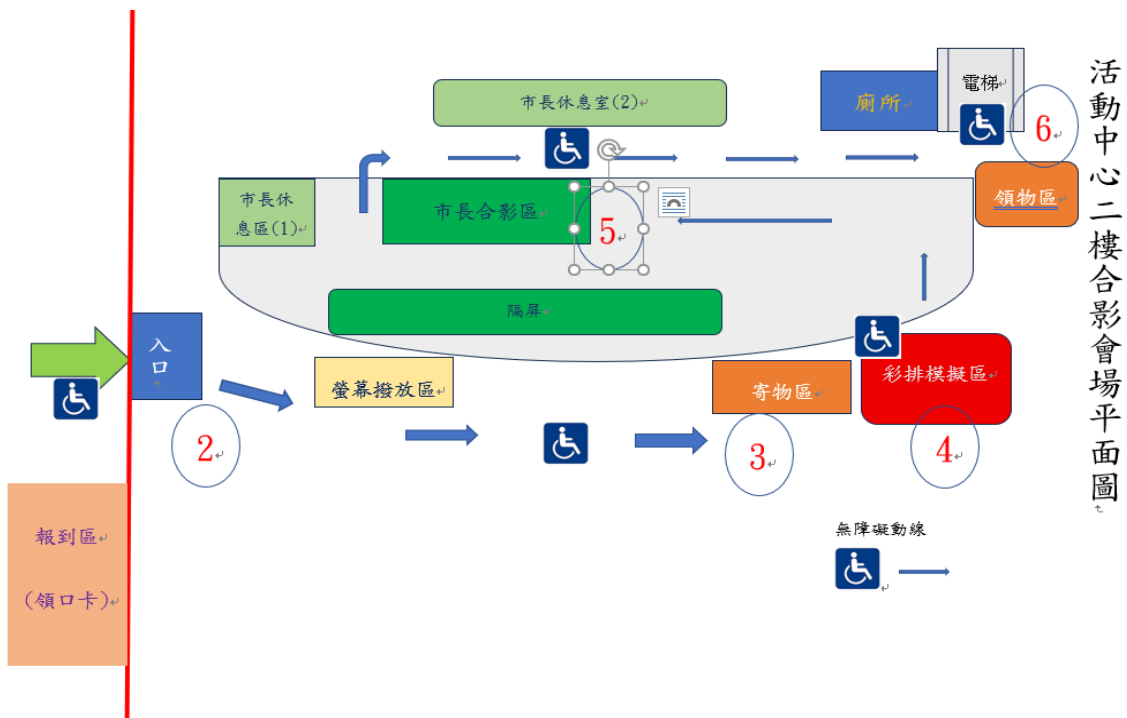 活動中心二樓合影會場平面圖
市長休息室(2)
廁所
電梯
6
領物區
市長休
息區(1)
市長合影區
5
隔屏
入
口
螢幕撥放區
寄物區
彩排模擬區
2
3
4
報到區
(領口卡)
無障礙動線